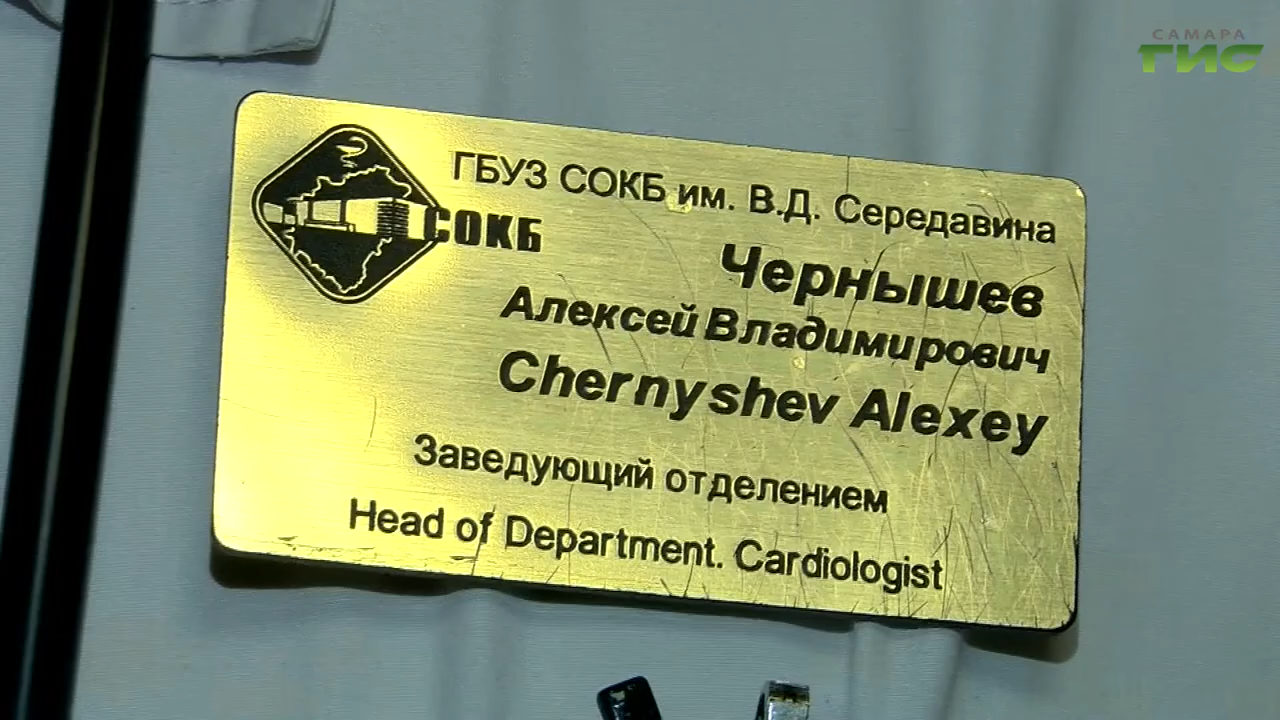 САМАРА
ГИС
ГБУЗ СОКБ им. В.Д. Середавина
СОКБ
Чернышев
Алексей Владимирович
Chernyshev Alexey
Заведующий отделением
Head of Department. Cardiologist